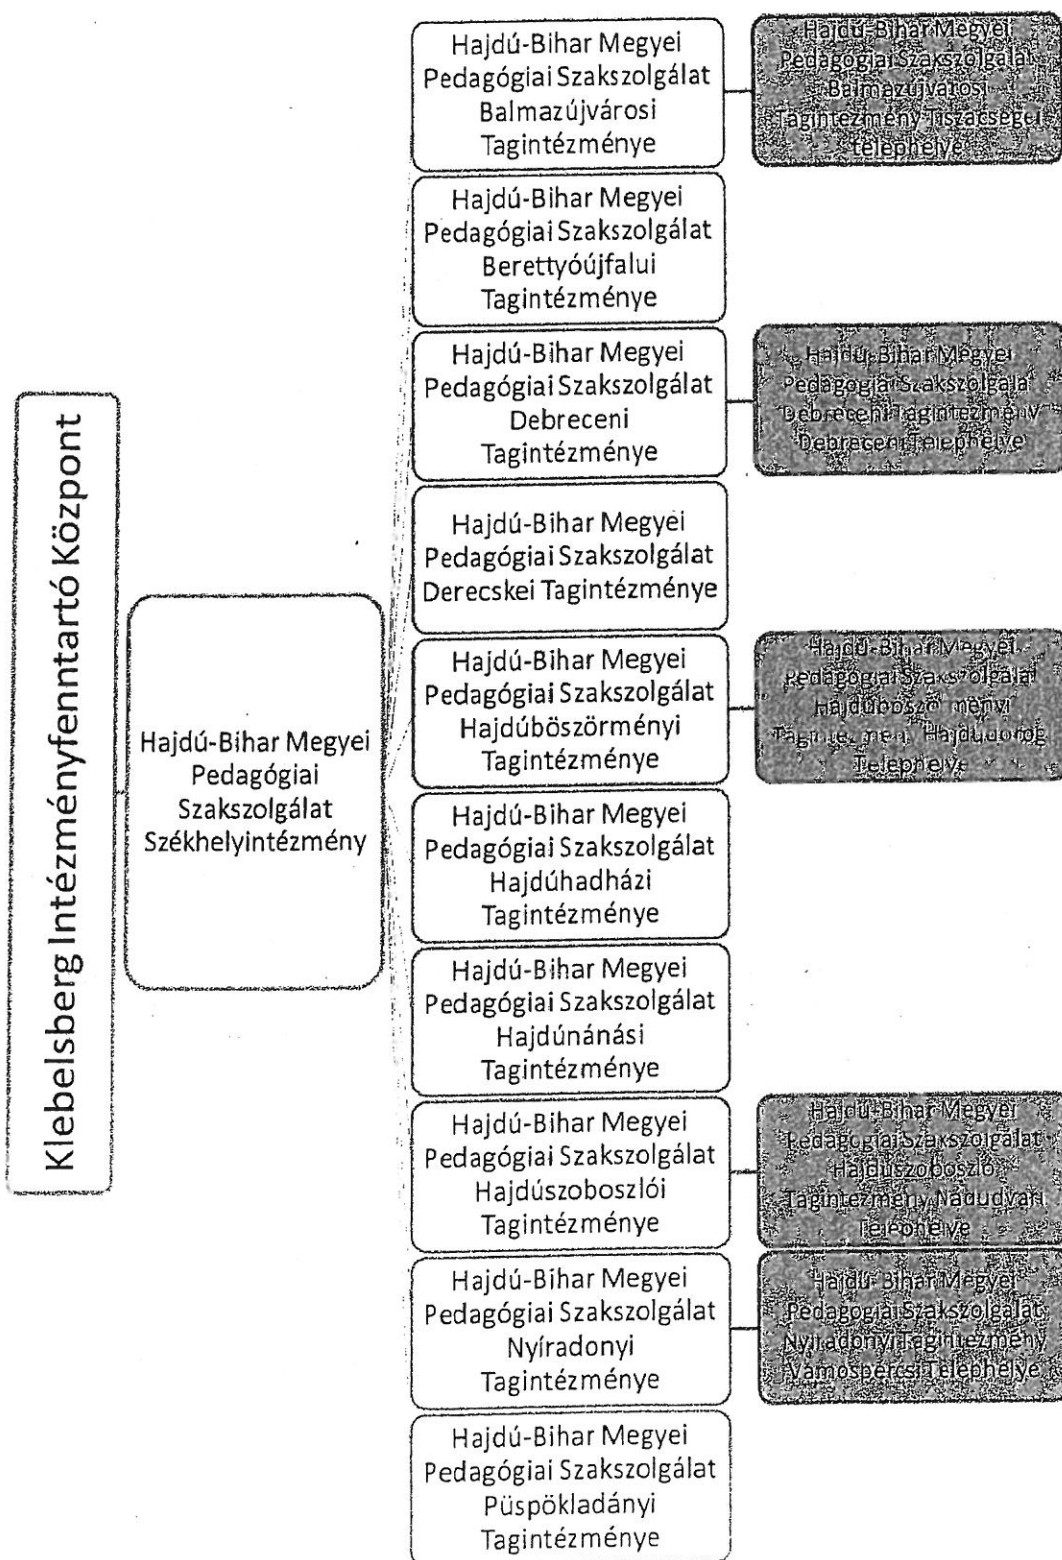 Klebelsberg Intézményfenntartó Központ
Hajdú-Bihar Megyei
Pedagógiai
Szakszolgálat
Székhelyintézmény
Hajdú-Bihar Megyei
Pedagógiai Szakszolgálat
Balmazújvárosi
Tagintézménye
Hajdú-Bihar Megyei
Pedagógiai Szakszolgálat
Balmazújvárosi
Tagintézmény Tiszacsegei
telephelye
Hajdú-Bihar Megyei
Pedagógiai Szakszolgálat
Berettyóújfalui
Tagintézménye
Hajdú-Bihar Megyei
Pedagógiai Szakszolgálat
Debreceni
Tagintézménye
Hajdú-Bihar Megyei
Pedagógiai Szakszolgálat
Debreceni Tagintézmény
Debreceni Telephelye
Hajdú-Bihar Megyei
Pedagógiai Szakszolgálat
Derecskei Tagintézménye
Hajdú-Bihar Megyei
Pedagógiai Szakszolgálat
Hajdúböszörményi
Tagintézménye
Hajdú-Bihar Megyei
Pedagógiai Szakszolgálat
Hajdúböszörményi
Tagintézmény Hajdúdorog
Telephelye
Hajdú-Bihar Megyei
Pedagógiai Szakszolgálat
Hajdúhadházi
Tagintézménye
Hajdú-Bihar Megyei
Pedagógiai Szakszolgálat
Hajdúnánási
Tagintézménye
Hajdú-Bihar Megyei
Pedagógiai Szakszolgálat
Hajdúszoboszlói
Tagintézménye
Hajdú-Bihar Megyei
Pedagógiai Szakszolgálat
Hajdúszoboszlói
Tagintézmény Nádudvari
Telephelye
Hajdú-Bihar Megyei
Pedagógiai Szakszolgálat
Nyíradonyi
Tagintézménye
Hajdú-Bihar Megyei
Pedagógiai Szakszolgálat
Nyíradonyi Tagintézmény
Vámospércsi Telephelye
Hajdú-Bihar Megyei
Pedagógiai Szakszolgálat
Püspökladányi
Tagintézménye